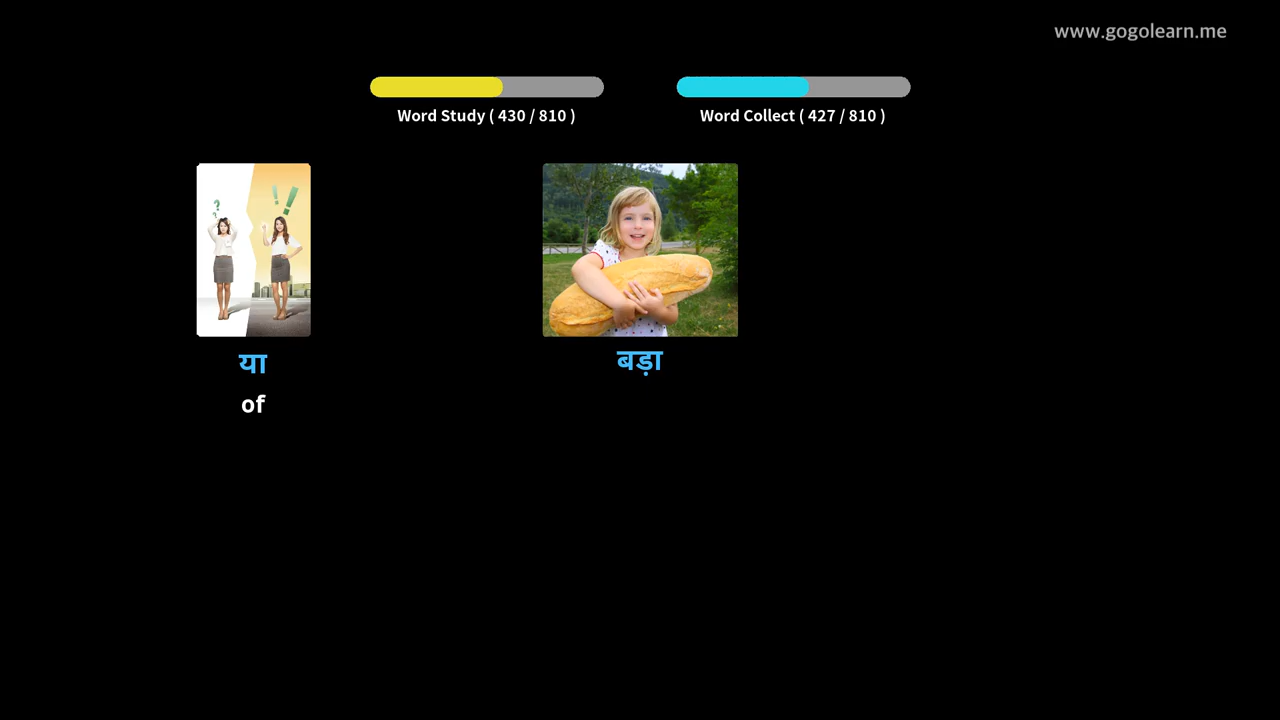 www.gogolearn.me
Word Study ( 430 / 810 )
Word Collect ( 427 / 810 )
या
of
बड़ा